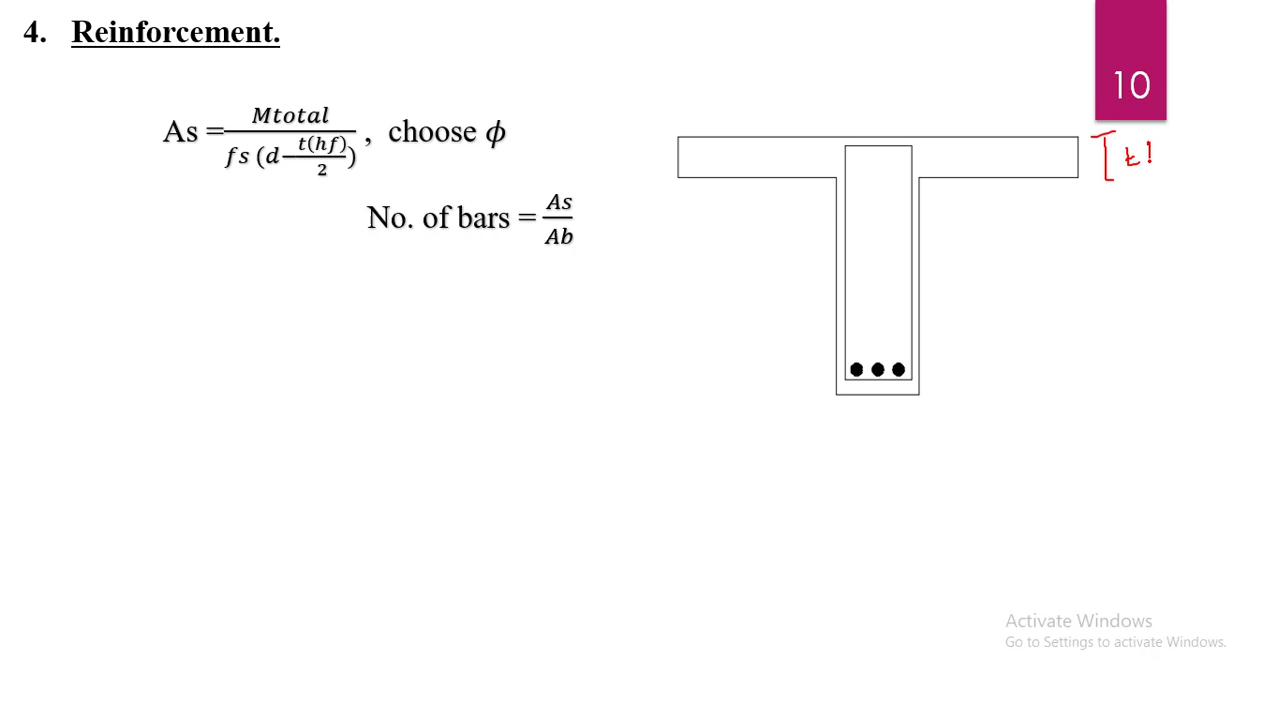 4. Reinforcement.
10
As = Mtotal / fs (d − t(hf)/2) , choose ϕ
t!
No. of bars = As / Ab
Activate Windows
Go to Settings to activate Windows.